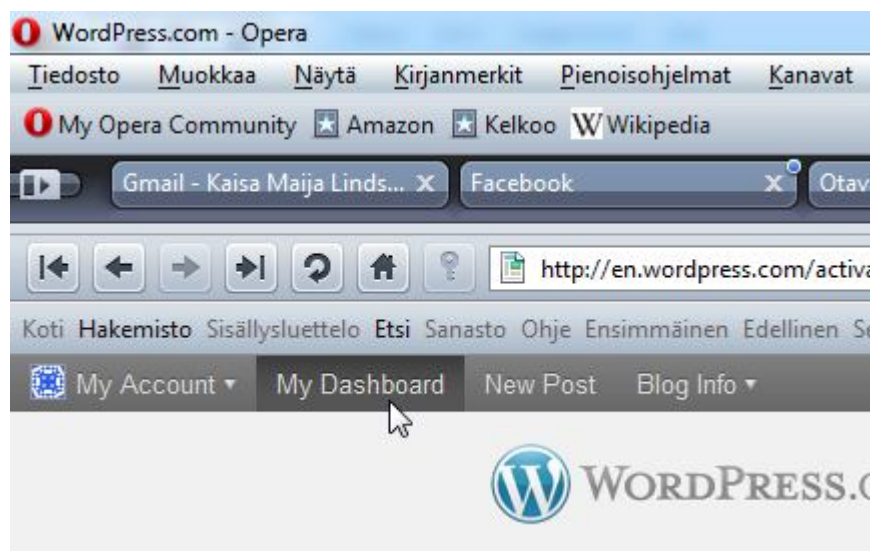 WordPress.com - Opera
Tiedosto Muokkaa Näytä Kirjanmerkit Pienoisohjelmat Kanavat
My Opera Community Amazon Kelkoo W Wikipedia
Gmail - Kaisa Maija Linds... Facebook Otav
http://en.wordpress.com/activa
Koti Hakemisto Sisällysluettelo Etsi Sanasto Ohje Ensimmäinen Edellinen Se
My Account My Dashboard New Post Blog Info
W WORDPRESS.